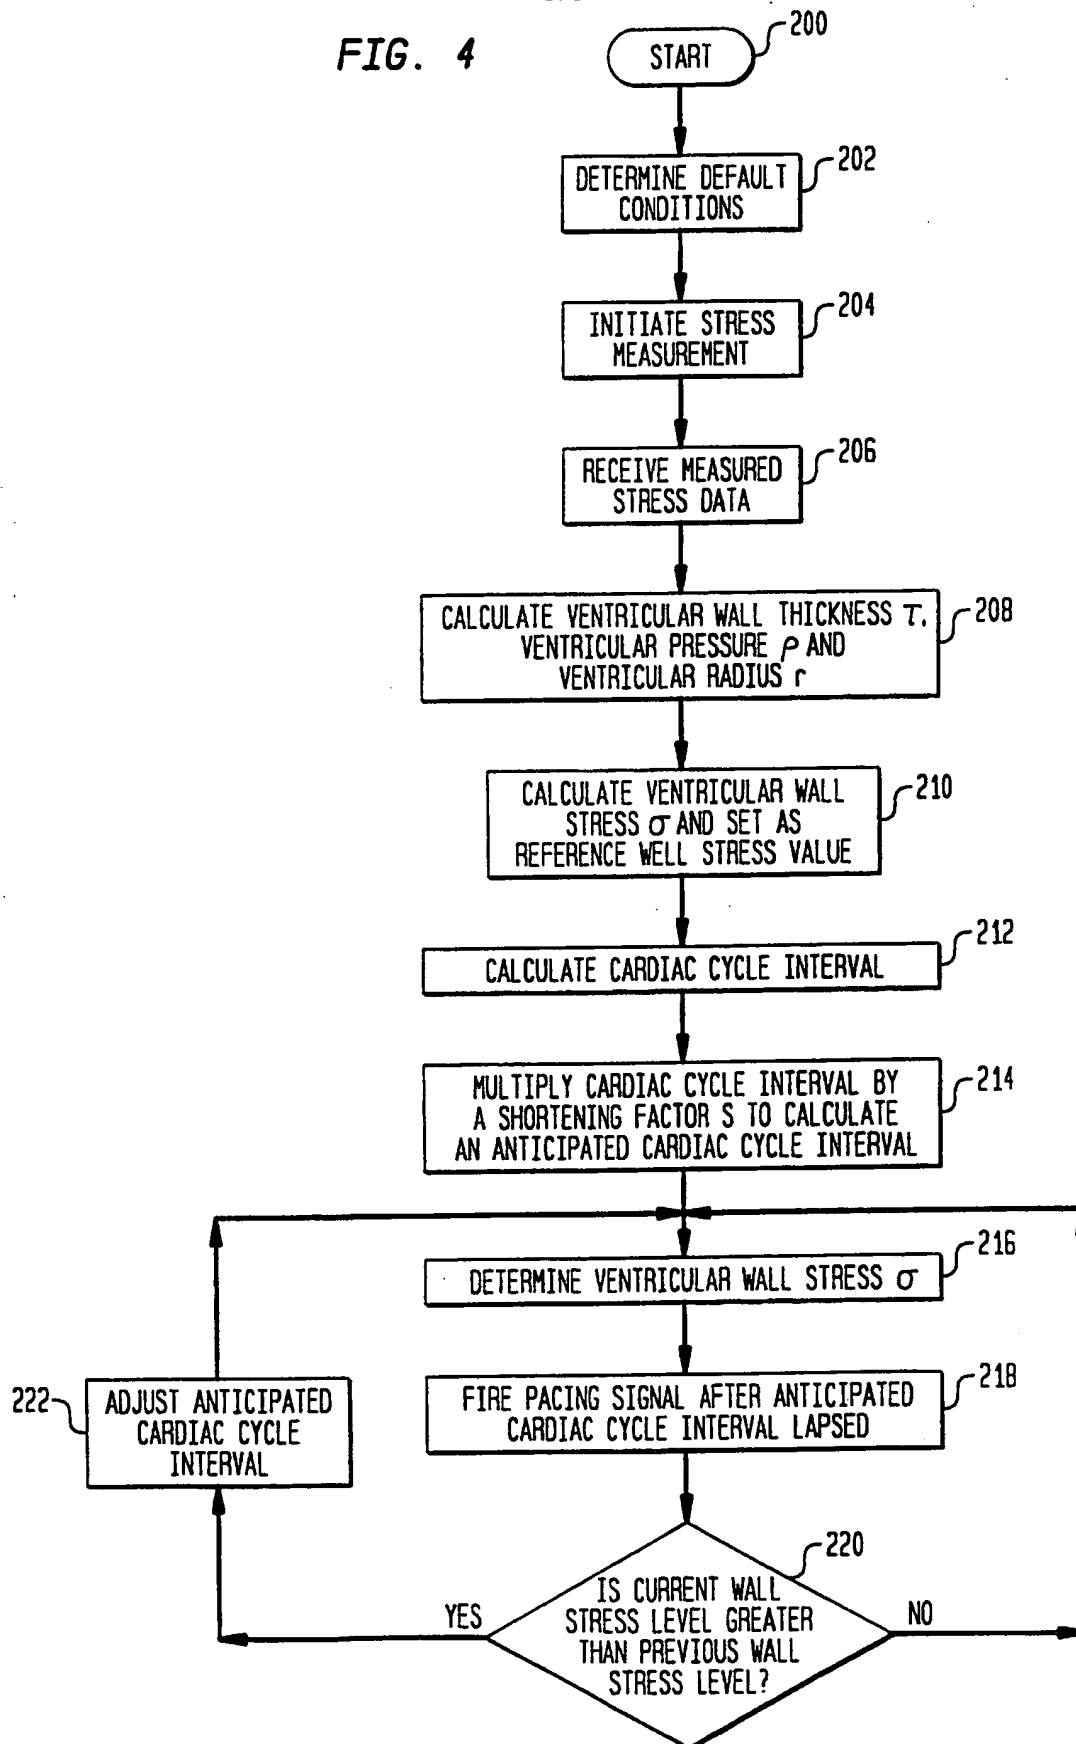 FIG. 4
START
200
DETERMINE DEFAULT
CONDITIONS
202
INITIATE STRESS
MEASUREMENT
204
RECEIVE MEASURED
STRESS DATA
206
CALCULATE VENTRICULAR WALL THICKNESS τ.
VENTRICULAR PRESSURE ρ AND
VENTRICULAR RADIUS r
208
CALCULATE VENTRICULAR WALL
STRESS σ AND SET AS
REFERENCE WELL STRESS VALUE
210
CALCULATE CARDIAC CYCLE INTERVAL
212
MULTIPLY CARDIAC CYCLE INTERVAL BY
A SHORTENING FACTOR S TO CALCULATE
AN ANTICIPATED CARDIAC CYCLE INTERVAL
214
DETERMINE VENTRICULAR WALL STRESS σ
216
FIRE PACING SIGNAL AFTER ANTICIPATED
CARDIAC CYCLE INTERVAL LAPSED
218
222
ADJUST ANTICIPATED
CARDIAC CYCLE
INTERVAL
220
IS CURRENT WALL
STRESS LEVEL GREATER
THAN PREVIOUS WALL
STRESS LEVEL?
YES
NO